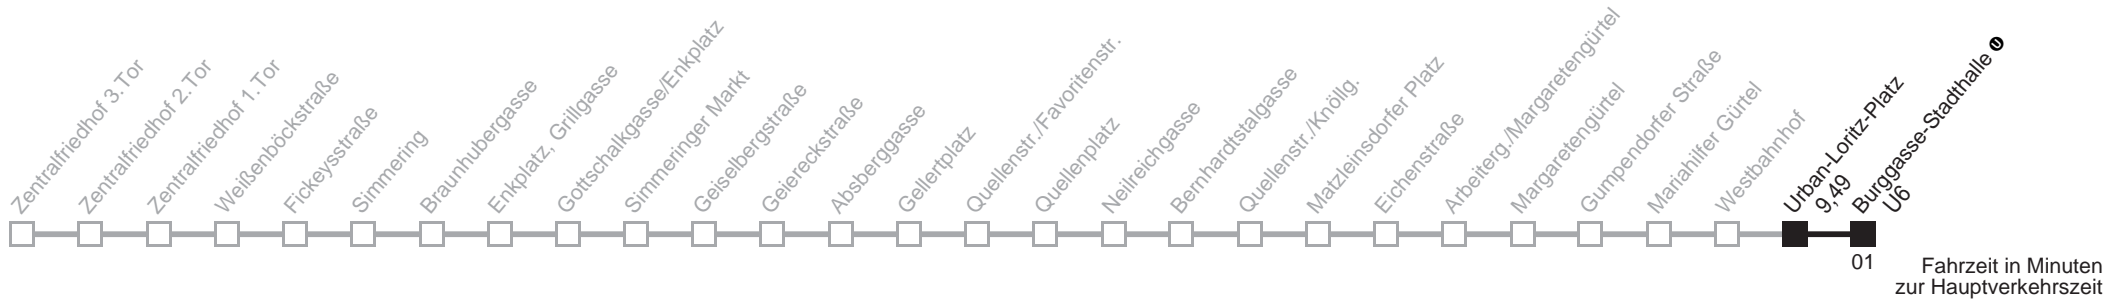 Zentralfriedhof 3.Tor
Zentralfriedhof 2.Tor
Zentralfriedhof 1.Tor
Weißenböckstraße
Fickeysstraße
Simmering
Braunhubergasse
Enkplatz, Grillgasse
Gottschalkgasse/Enkplatz
Simmeringer Markt
Geiselbergstraße
Geiereckstraße
Absberggasse
Gellertplatz
Quellenstr./Favoritenstr.
Quellenplatz
Neilreichgasse
Bernhardtstalgasse
Quellenstr./Knöllg.
Matzleinsdorfer Platz
Eichenstraße
Arbeiterg./Margaretengürtel
Margaretengürtel
Gumpendorfer Straße
Mariahilfer Gürtel
Westbahnhof
Urban-Loritz-Platz
9,49
Burggasse-Stadthalle U
U6
01
Fahrzeit in Minuten
zur Hauptverkehrszeit